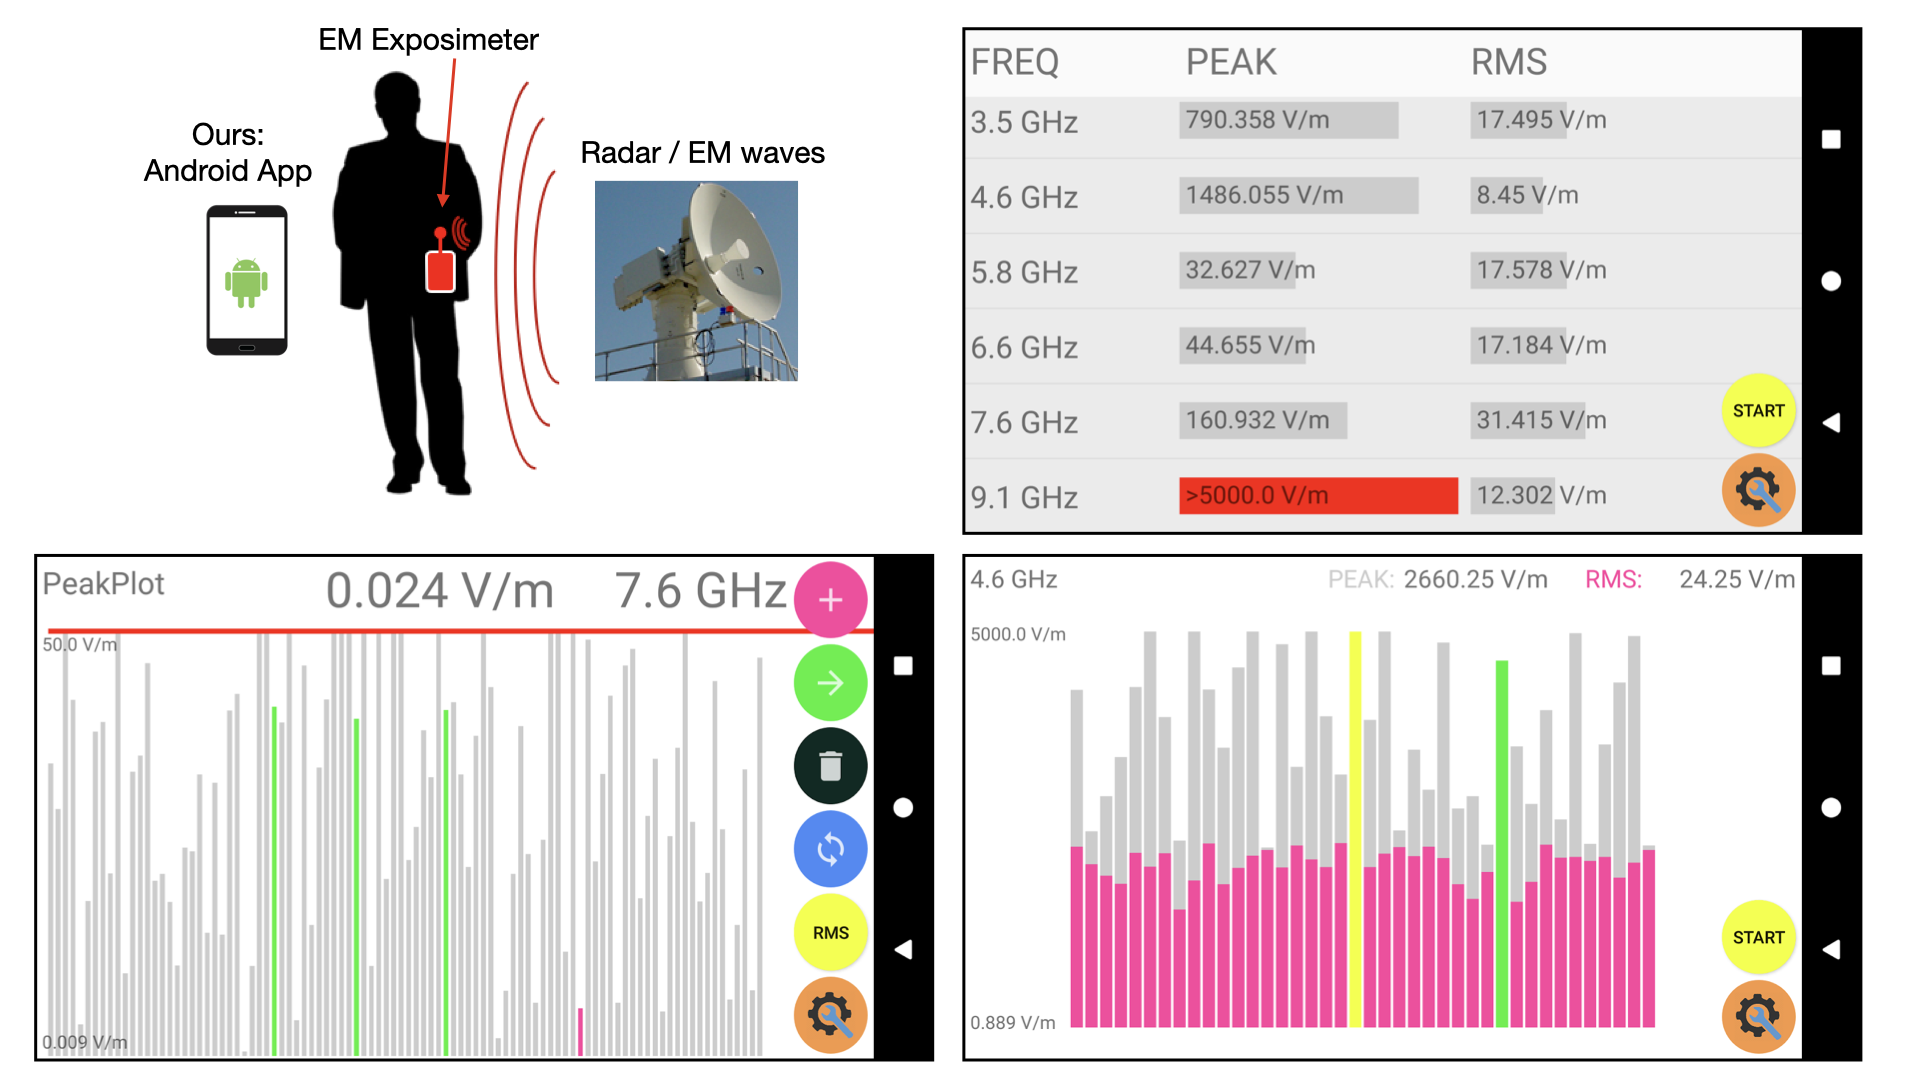 EM Exposimeter
Ours:
Android App
Radar / EM waves
FREQ PEAK RMS
3.5 GHz 790.358 V/m 17.495 V/m
4.6 GHz 1486.055 V/m 8.45 V/m
5.8 GHz 32.627 V/m 17.578 V/m
6.6 GHz 44.655 V/m 17.184 V/m
7.6 GHz 160.932 V/m 31.415 V/m
9.1 GHz >5000.0 V/m 12.302 V/m
START
PeakPlot 0.024 V/m 7.6 GHz
50.0 V/m
RMS
0.009 V/m
4.6 GHz PEAK: 2660.25 V/m RMS: 24.25 V/m
5000.0 V/m
START
0.889 V/m